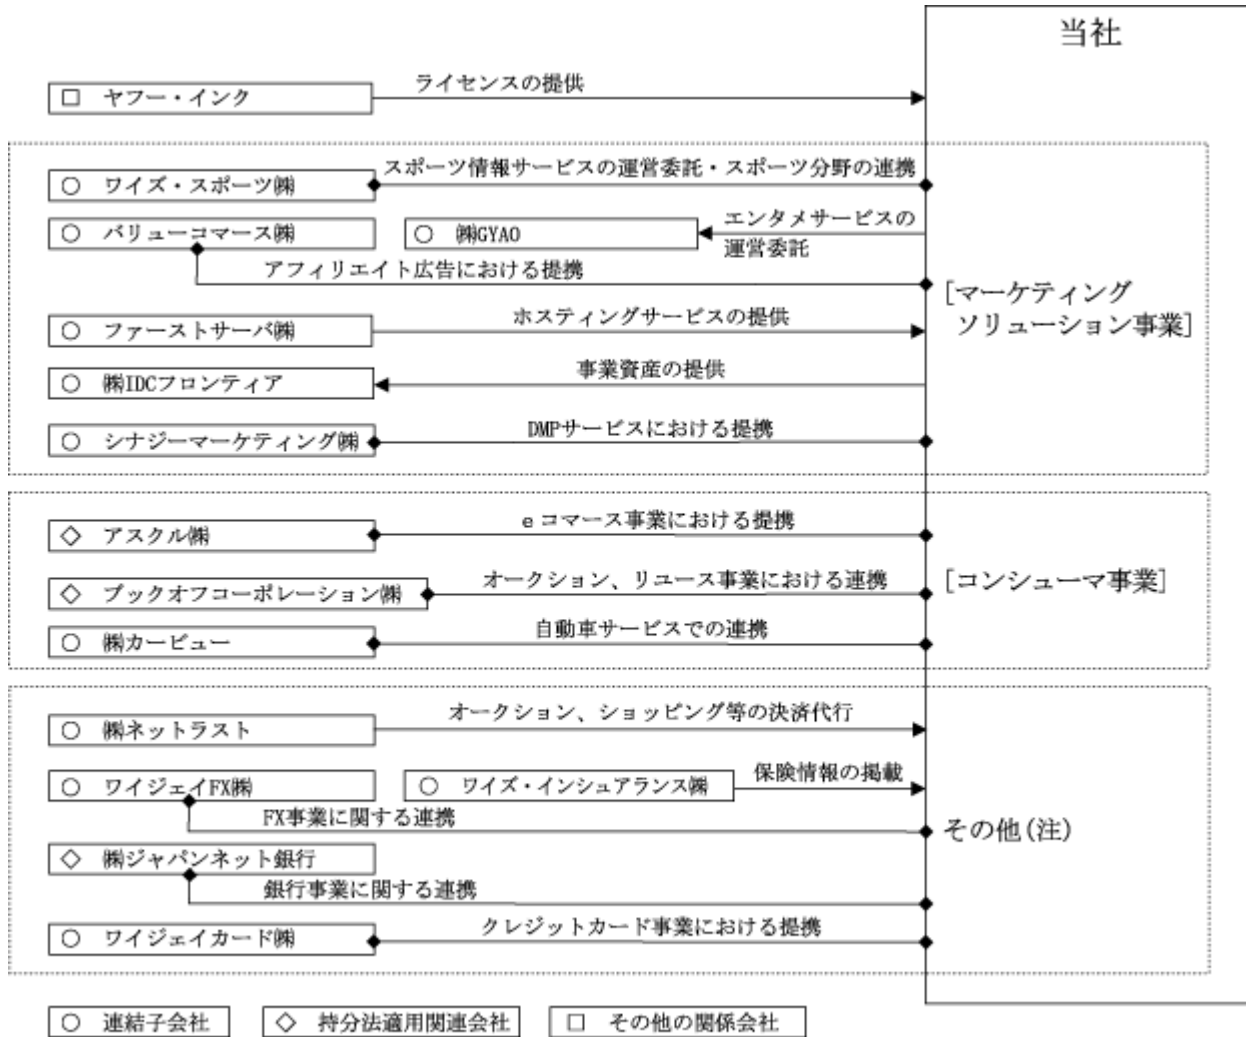 当社
ライセンスの提供
□ ヤフー・インク
スポーツ情報サービスの運営委託・スポーツ分野の連携
○ ワイズ・スポーツ㈱
○ バリューコマース㈱
○ ㈱GYAO
エンタメサービスの
運営委託
アフィリエイト広告における提携
[マーケティング
ソリューション事業]
ホスティングサービスの提供
○ ファーストサーバ㈱
事業資産の提供
○ ㈱IDCフロンティア
DMPサービスにおける提携
○ シナジーマーケティング㈱
eコマース事業における提携
◇ アスクル㈱
オークション、リユース事業における連携
◇ ブックオフコーポレーション㈱
[コンシューマ事業]
自動車サービスでの連携
○ ㈱カービュー
オークション、ショッピング等の決済代行
○ ㈱ネットラスト
保険情報の掲載
○ ワイジェイFX㈱
○ ワイズ・インシュアランス㈱
FX事業に関する連携
その他(注)
◇ ㈱ジャパンネット銀行
銀行事業に関する連携
クレジットカード事業における提携
○ ワイジェイカード㈱
○ 連結子会社
◇ 持分法適用関連会社
□ その他の関係会社